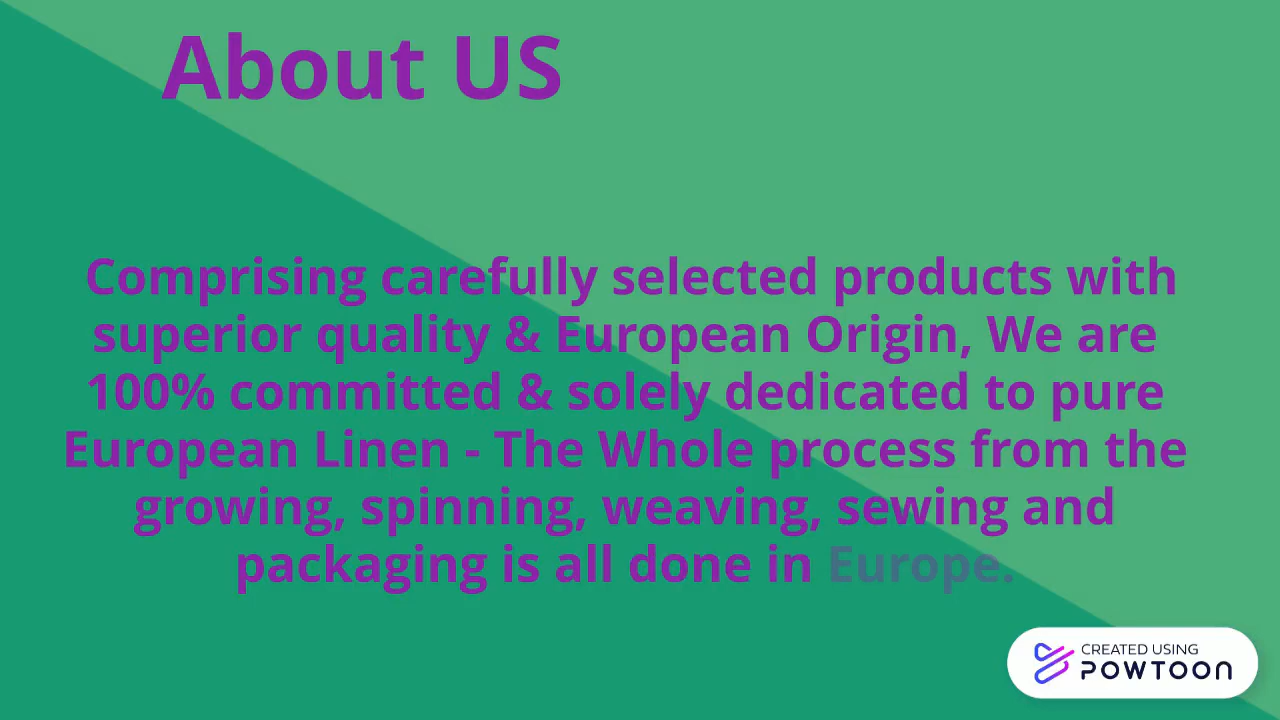 About US
Comprising carefully selected products with
superior quality & European Origin, We are
100% committed & solely dedicated to pure
European Linen - The Whole process from the
growing, spinning, weaving, sewing and
packaging is all done in Europe.
CREATED USING
POWTOON